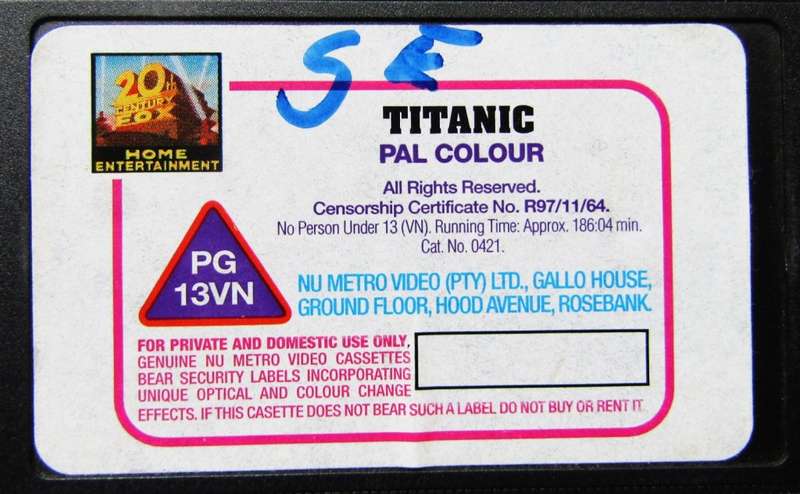 SE
20th
CENTURY
FOX
HOME
ENTERTAINMENT
TITANIC
PAL COLOUR
All Rights Reserved.
Censorship Certificate No. R97/11/64.
No Person Under 13 (VN). Running Time: Approx. 186:04 min.
Cat. No. 0421.
PG
13VN
NU METRO VIDEO (PTY) LTD., GALLO HOUSE,
GROUND FLOOR, HOOD AVENUE, ROSEBANK.
FOR PRIVATE AND DOMESTIC USE ONLY.
GENUINE NU METRO VIDEO CASSETTES
BEAR SECURITY LABELS INCORPORATING
UNIQUE OPTICAL AND COLOUR CHANGE
EFFECTS. IF THIS CASETTE DOES NOT BEAR SUCH A LABEL DO NOT BUY OR RENT IT.